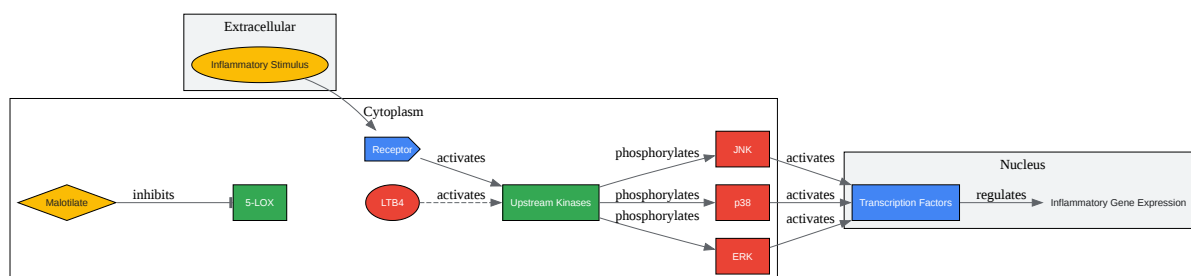 Extracellular
Inflammatory Stimulus
Cytoplasm
Receptor
activates
Malotilate
inhibits
5-LOX
LTB4
activates
Upstream Kinases
phosphorylates
phosphorylates
phosphorylates
JNK
p38
ERK
activates
activates
activates
Nucleus
Transcription Factors
regulates
Inflammatory Gene Expression